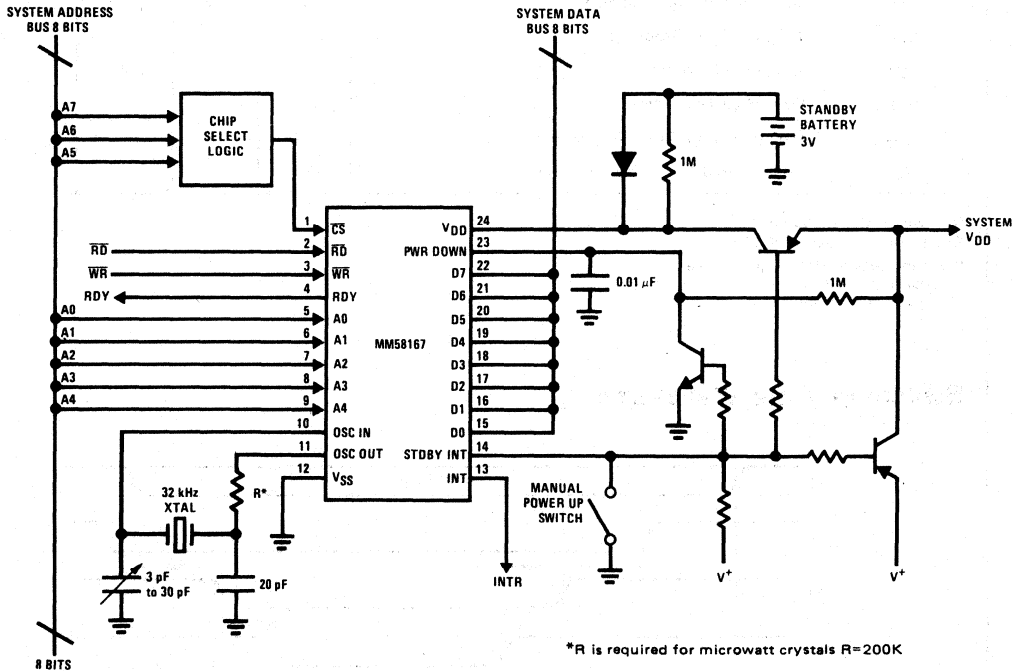 SYSTEM ADDRESS
BUS 8 BITS
SYSTEM DATA
BUS 8 BITS
A7
A6
A5
CHIP
SELECT
LOGIC
STANDBY
BATTERY
3V
1M
1 C̅S̅
2 R̅D̅
3 W̅R̅
4 RDY
5 A0
6 A1
7 A2
8 A3
9 A4
10 OSC IN
11 OSC OUT
12 VSS
MM58167
VDD 24
PWR DOWN 23
D7 22
D6 21
D5 20
D4 19
D3 18
D2 17
D1 16
D0 15
STDBY INT 14
INT 13
R̅D̅
W̅R̅
RDY
A0
A1
A2
A3
A4
SYSTEM
VDD
0.01 μF
1M
32 kHz
XTAL
R*
3 pF
to 30 pF
20 pF
MANUAL
POWER UP
SWITCH
INTR
V+
V+
8 BITS
*R is required for microwatt crystals R=200K